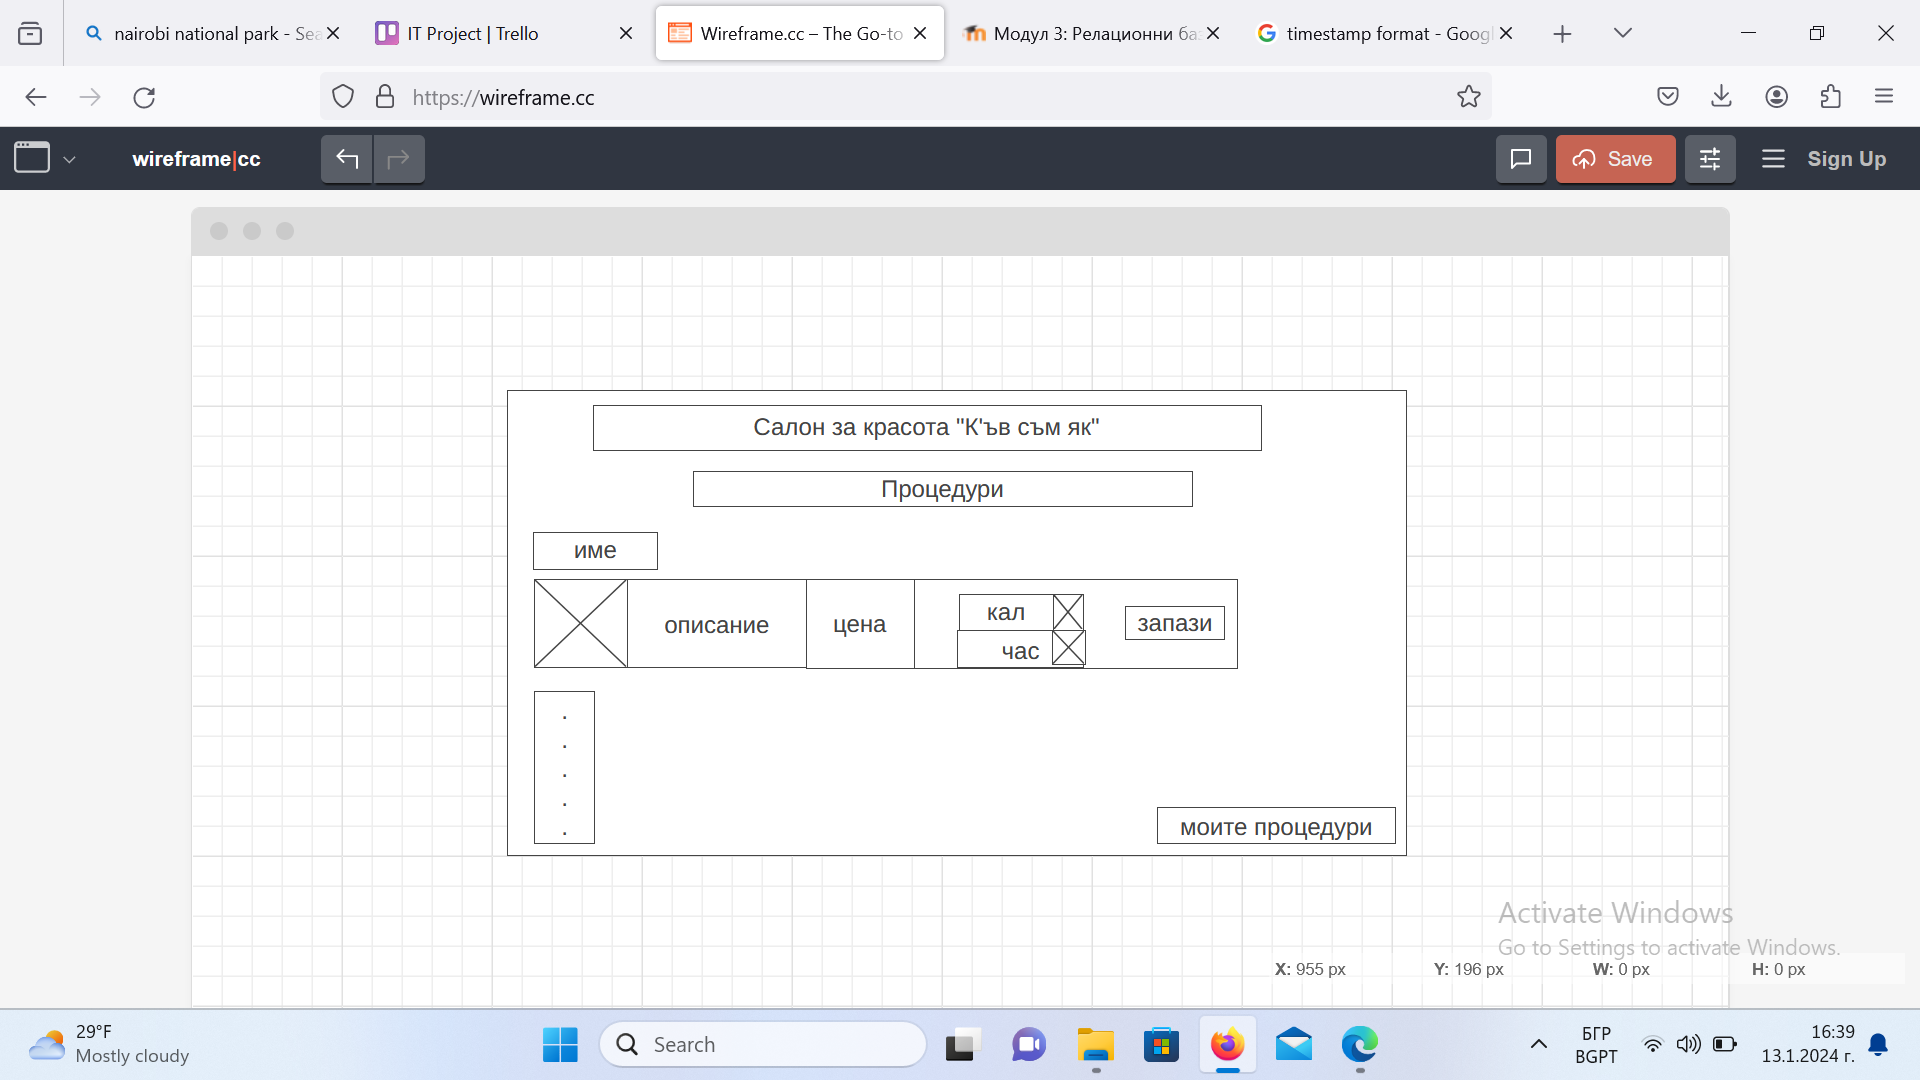 nairobi national park - Sea
IT Project | Trello
Wireframe.cc – The Go-to
Модул 3: Релационни ба
timestamp format - Googl
https://wireframe.cc
wireframe|cc
Save
Sign Up
Салон за красота "К'ъв съм як"
Процедури
име
описание
цена
кал
час
запази
.
.
.
.
.
моите процедури
Activate Windows
Go to Settings to activate Windows.
X: 955 px
Y: 196 px
W: 0 px
H: 0 px
29°F
Mostly cloudy
Search
БГР
BGPT
16:39
13.1.2024 г.